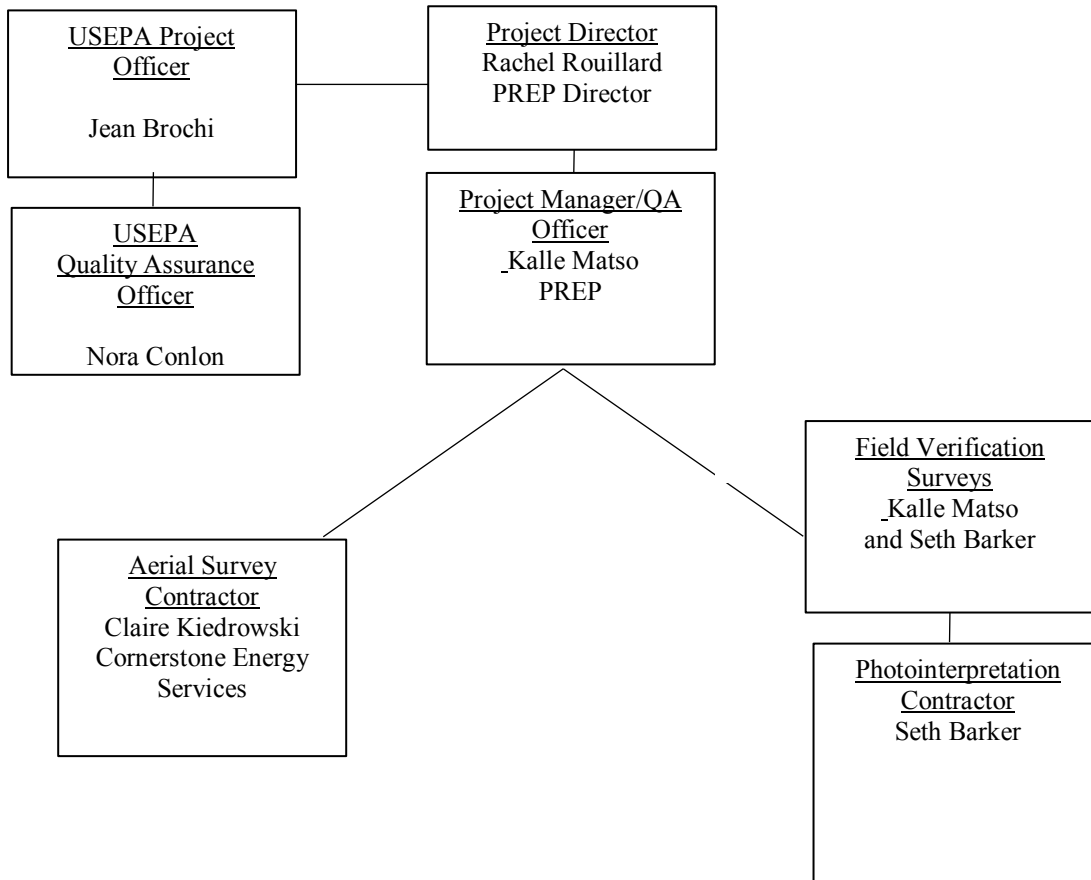 USEPA Project
Officer
Jean Brochi
Project Director
Rachel Rouillard
PREP Director
USEPA
Quality Assurance
Officer
Nora Conlon
Project Manager/QA
Officer
Kalle Matso
PREP
Aerial Survey
Contractor
Claire Kiedrowski
Cornerstone Energy
Services
Field Verification
Surveys
Kalle Matso
and Seth Barker
Photointerpretation
Contractor
Seth Barker